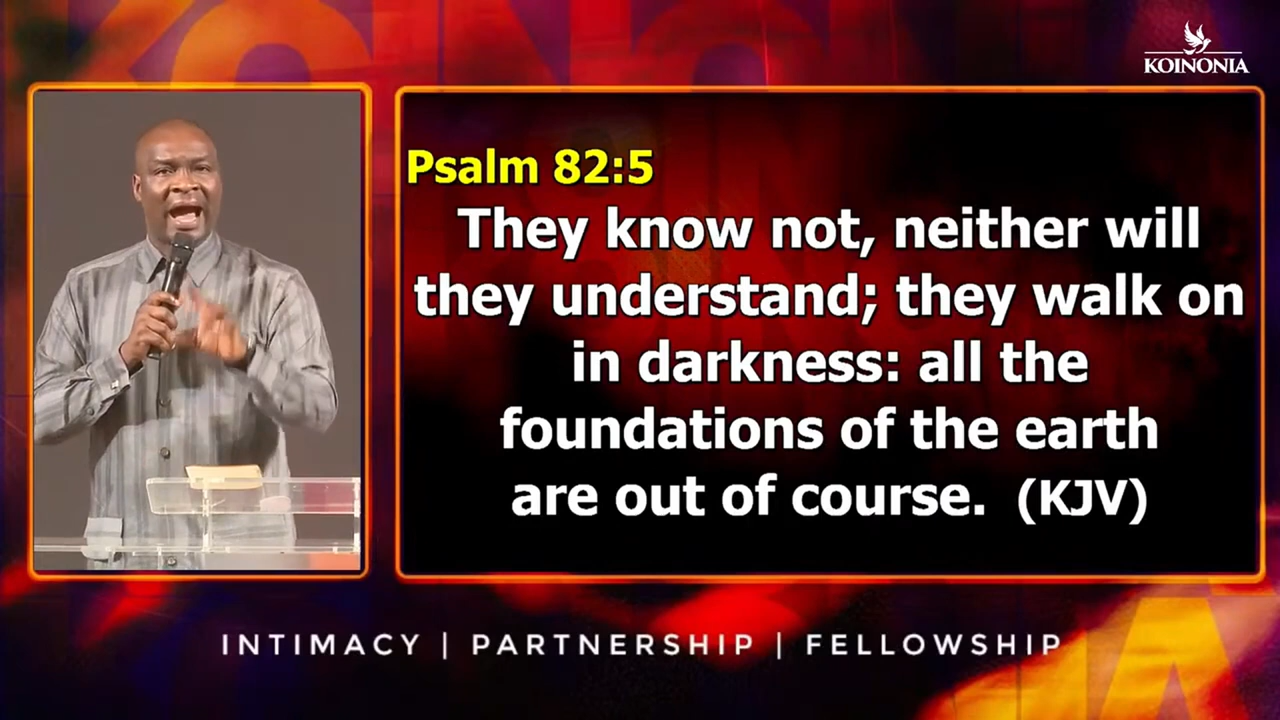 KOINONIA
Psalm 82:5
They know not, neither will
they understand; they walk on
in darkness: all the
foundations of the earth
are out of course. (KJV)
INTIMACY | PARTNERSHIP | FELLOWSHIP